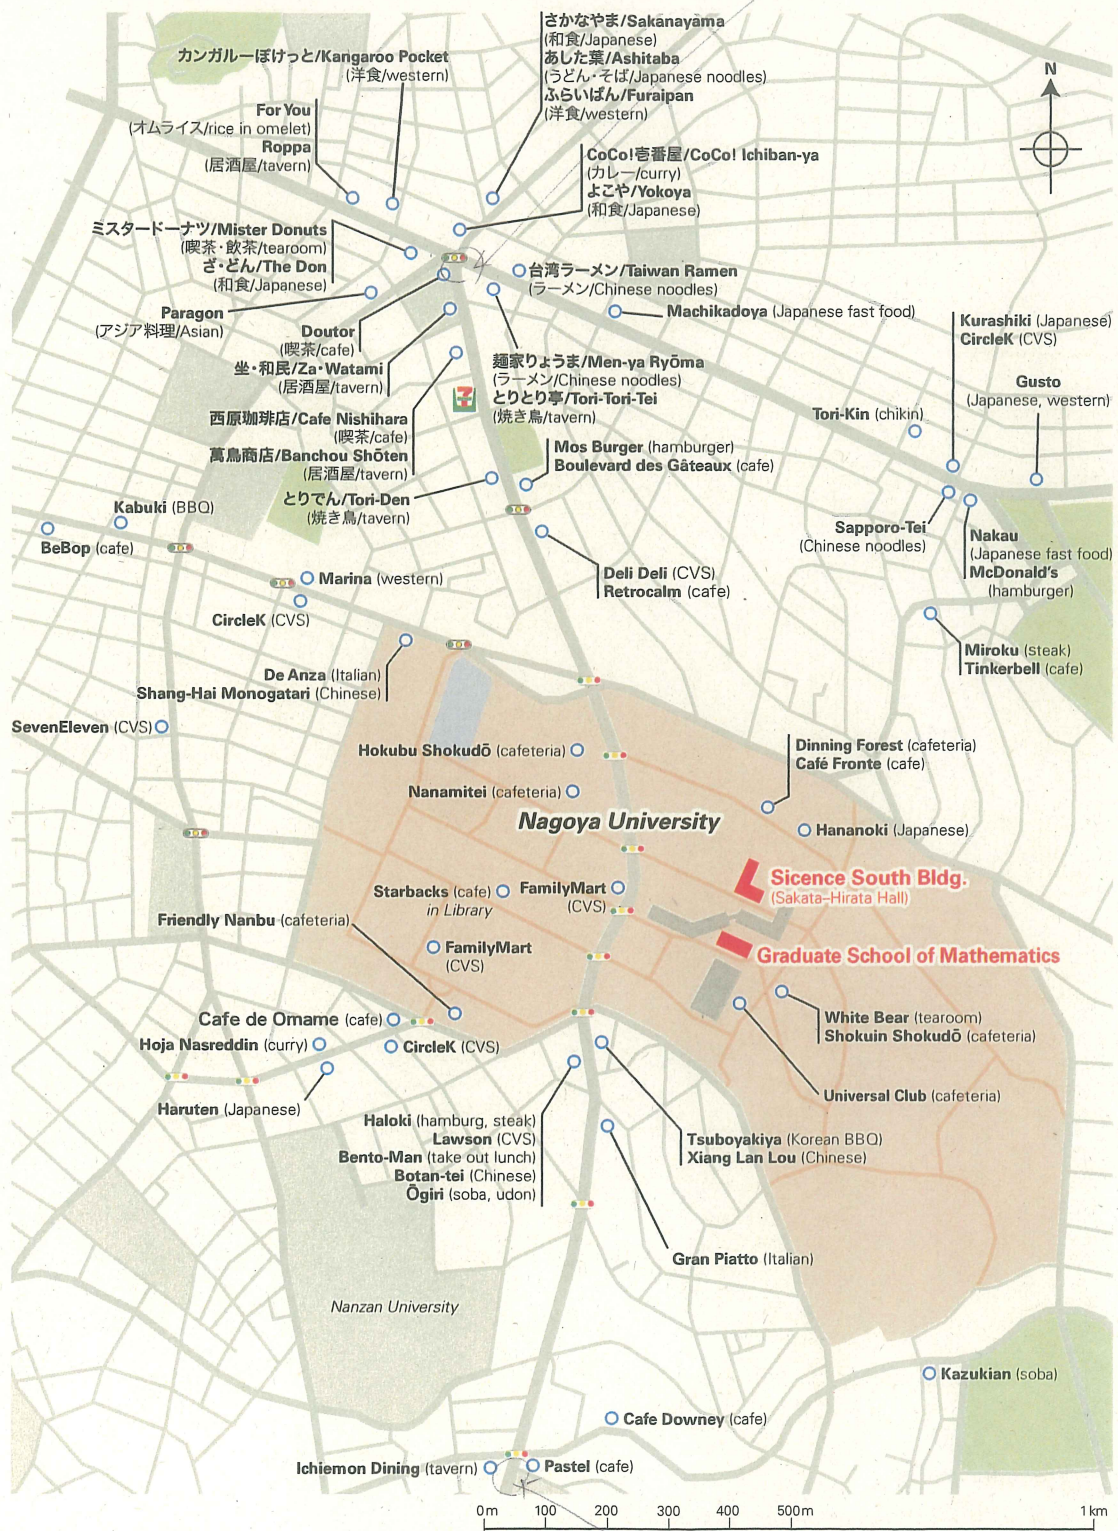 さかなやま/Sakanayama
(和食/Japanese)
あした葉/Ashitaba
(うどん・そば/Japanese noodles)
ふらいぱん/Furaipan
(洋食/western)
カンガルーぽけっと/Kangaroo Pocket
(洋食/western)
N
For You
(オムライス/rice in omelet)
Roppa
(居酒屋/tavern)
CoCo!壱番屋/CoCo! Ichiban-ya
(カレー/curry)
よこや/Yokoya
(和食/Japanese)
ミスタードーナツ/Mister Donuts
(喫茶・飲茶/tearoom)
ざ・どん/The Don
(和食/Japanese)
台湾ラーメン/Taiwan Ramen
(ラーメン/Chinese noodles)
Paragon
(アジア料理/Asian)
Machikadoya (Japanese fast food)
Doutor
(喫茶/cafe)
坐・和民/Za・Watami
(居酒屋/tavern)
麺家りょうま/Men-ya Ryōma
(ラーメン/Chinese noodles)
とりとり亭/Tori-Tori-Tei
(焼き鳥/tavern)
Kurashiki (Japanese)
CircleK (CVS)
Gusto
(Japanese, western)
7
西原珈琲店/Cafe Nishihara
(喫茶/cafe)
萬鳥商店/Banchou Shōten
(居酒屋/tavern)
Tori-Kin (chikin)
Mos Burger (hamburger)
Boulevard des Gâteaux (cafe)
とりでん/Tori-Den
(焼き鳥/tavern)
Kabuki (BBQ)
BeBop (cafe)
Sapporo-Tei
(Chinese noodles)
Nakau
(Japanese fast food)
McDonald's
(hamburger)
Marina (western)
Deli Deli (CVS)
Retrocalm (cafe)
CircleK (CVS)
Miroku (steak)
Tinkerbell (cafe)
De Anza (Italian)
Shang-Hai Monogatari (Chinese)
SevenEleven (CVS)
Hokubu Shokudō (cafeteria)
Dinning Forest (cafeteria)
Café Fronte (cafe)
Nanamitei (cafeteria)
Nagoya University
Hananoki (Japanese)
Starbacks (cafe)
in Library
FamilyMart
(CVS)
Sicence South Bldg.
(Sakata–Hirata Hall)
Friendly Nanbu (cafeteria)
FamilyMart
(CVS)
Graduate School of Mathematics
Cafe de Omame (cafe)
White Bear (tearoom)
Shokuin Shokudō (cafeteria)
Hoja Nasreddin (curry)
CircleK (CVS)
Universal Club (cafeteria)
Haruten (Japanese)
Haloki (hamburg, steak)
Lawson (CVS)
Bento-Man (take out lunch)
Botan-tei (Chinese)
Ōgiri (soba, udon)
Tsuboyakiya (Korean BBQ)
Xiang Lan Lou (Chinese)
Gran Piatto (Italian)
Nanzan University
Kazukian (soba)
Cafe Downey (cafe)
Ichiemon Dining (tavern)
Pastel (cafe)
0m 100 200 300 400 500m 1km